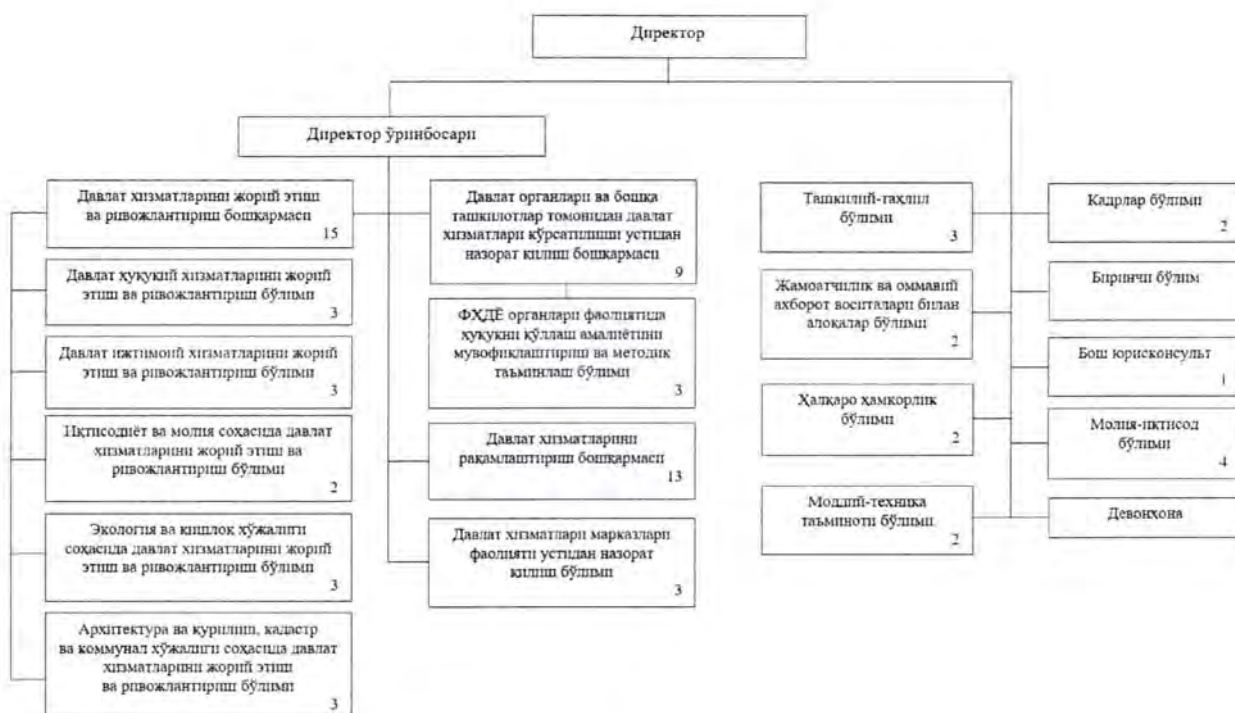 Директор
Директор ўринбосари
Давлат хизматларини жорий этиш
ва ривожлантириш бошқармаси
15
Давлат ҳуқуқий хизматларини жорий
этиш ва ривожлантириш бўлими
3
Давлат ижтимоий хизматларини жорий
этиш ва ривожлантириш бўлими
3
Иқтисодиёт ва молия соҳасида давлат
хизматларини жорий этиш ва
ривожлантириш бўлими
2
Экология ва қишлоқ хўжалиги
соҳасида давлат хизматларини жорий
этиш ва ривожлантириш бўлими
3
Архитектура ва қурилиш, кадастр
ва коммунал хўжалиги соҳасида давлат
хизматларини жорий этиш
ва ривожлантириш бўлими
3
Давлат органлари ва бошқа
ташкилотлар томонидан давлат
хизматлари кўрсатилиши устидан
назорат қилиш бошқармаси
9
ФҲДЁ органлари фаолиятида
ҳуқуқни қўллаш амалиётини
мувофиқлаштириш ва методик
таъминлаш бўлими
3
Давлат хизматларини
рақамлаштириш бошқармаси
13
Давлат хизматлари марказлари
фаолияти устидан назорат
қилиш бўлими
3
Ташкилий-таҳлил
бўлими
3
Жамоатчилик ва оммавий
ахборот воситалари билан
алоқалар бўлими
2
Ҳалқаро ҳамкорлик
бўлими
2
Моддий-техника
таъминоти бўлими
2
Кадрлар бўлими
2
Биринчи бўлим
Бош юрисконсульт
1
Молия-иқтисод
бўлими
4
Девонхона